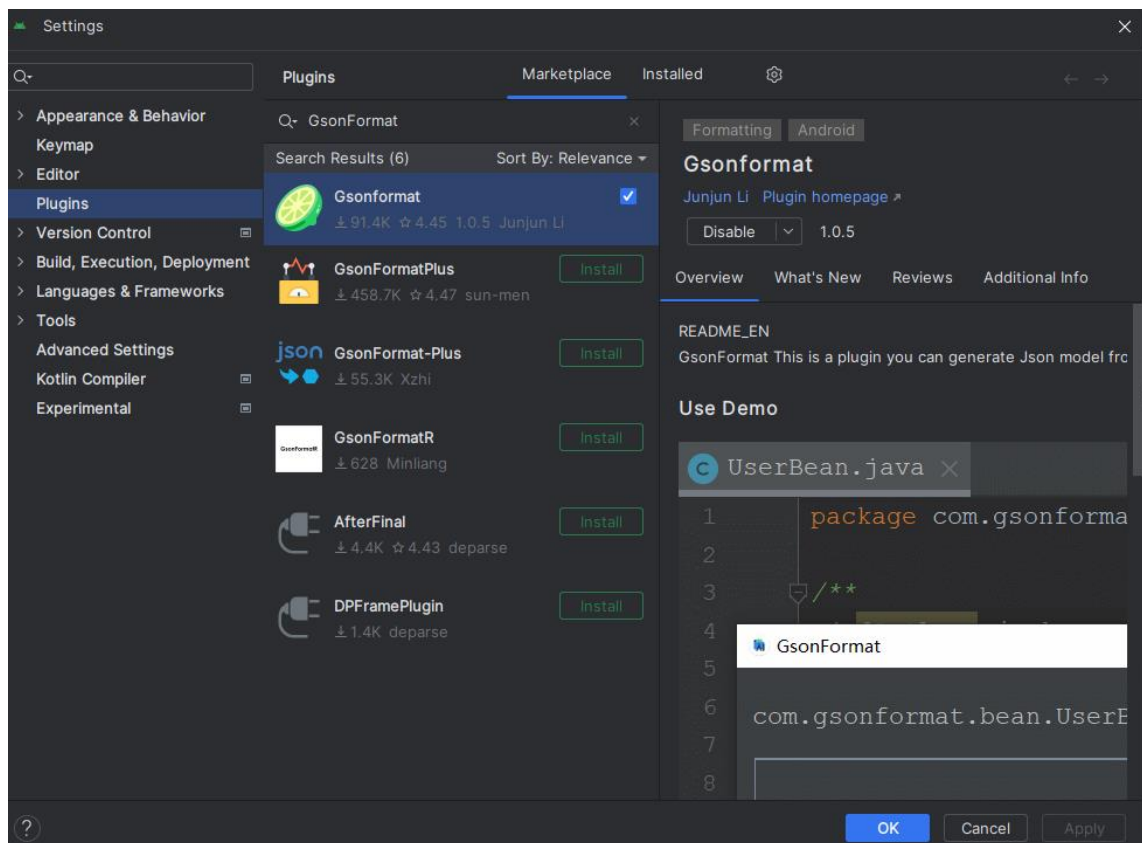 Settings
Plugins
Marketplace
Installed
Appearance & Behavior
Keymap
Editor
Plugins
Version Control
Build, Execution, Deployment
Languages & Frameworks
Tools
Advanced Settings
Kotlin Compiler
Experimental
GsonFormat
Search Results (6) Sort By: Relevance
Gsonformat
91.4K 4.45 1.0.5 Junjun Li
GsonFormatPlus Install
458.7K 4.47 sun-men
json
GsonFormat-Plus Install
55.3K Xzhi
GsonFormatR
GsonFormatR Install
628 Minliang
AfterFinal Install
4.4K 4.43 deparse
DPFramePlugin Install
1.4K deparse
Formatting Android
Gsonformat
Junjun Li Plugin homepage
Disable 1.0.5
Overview What's New Reviews Additional Info
README_EN
GsonFormat This is a plugin you can generate Json model frc
Use Demo
C UserBean.java
1 package com.gsonforma
2
3 /**
4
5
6
7
8
GsonFormat
com.gsonformat.bean.UserB
? OK Cancel Apply